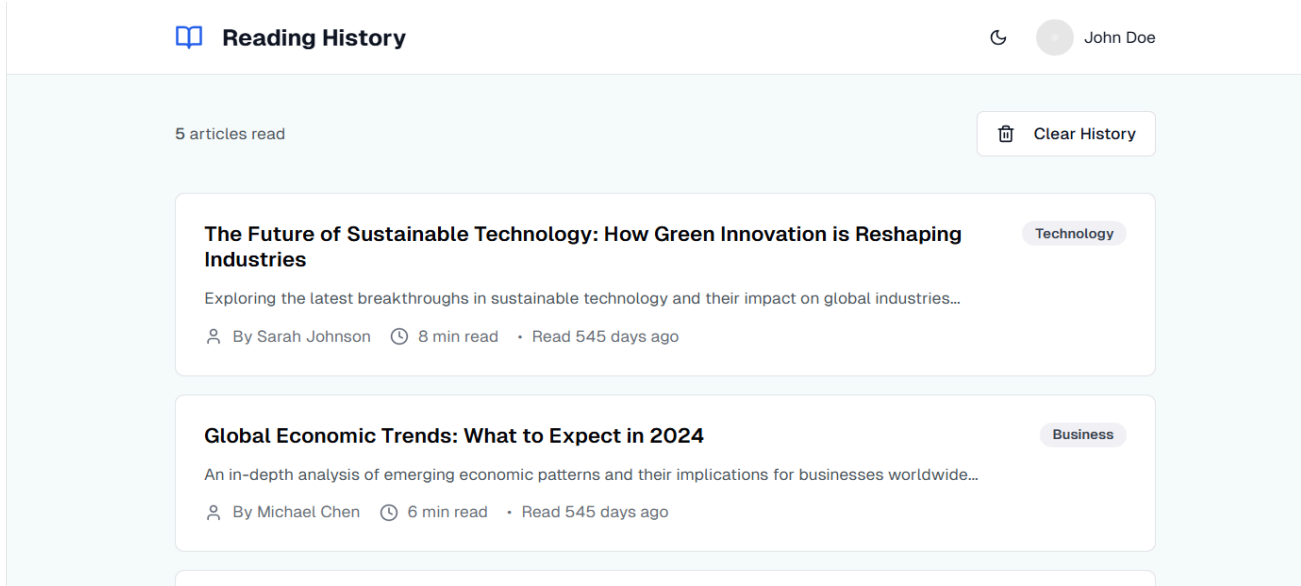 Reading History
John Doe
5 articles read
Clear History
The Future of Sustainable Technology: How Green Innovation is Reshaping
Industries
Technology
Exploring the latest breakthroughs in sustainable technology and their impact on global industries...
By Sarah Johnson 8 min read • Read 545 days ago
Global Economic Trends: What to Expect in 2024
Business
An in-depth analysis of emerging economic patterns and their implications for businesses worldwide...
By Michael Chen 6 min read • Read 545 days ago